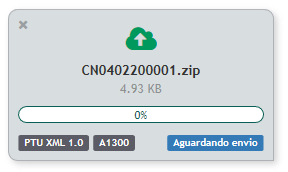 CN0402200001.zip
4.93 KB
0%
PTU XML 1.0 A1300 Aguardando envio